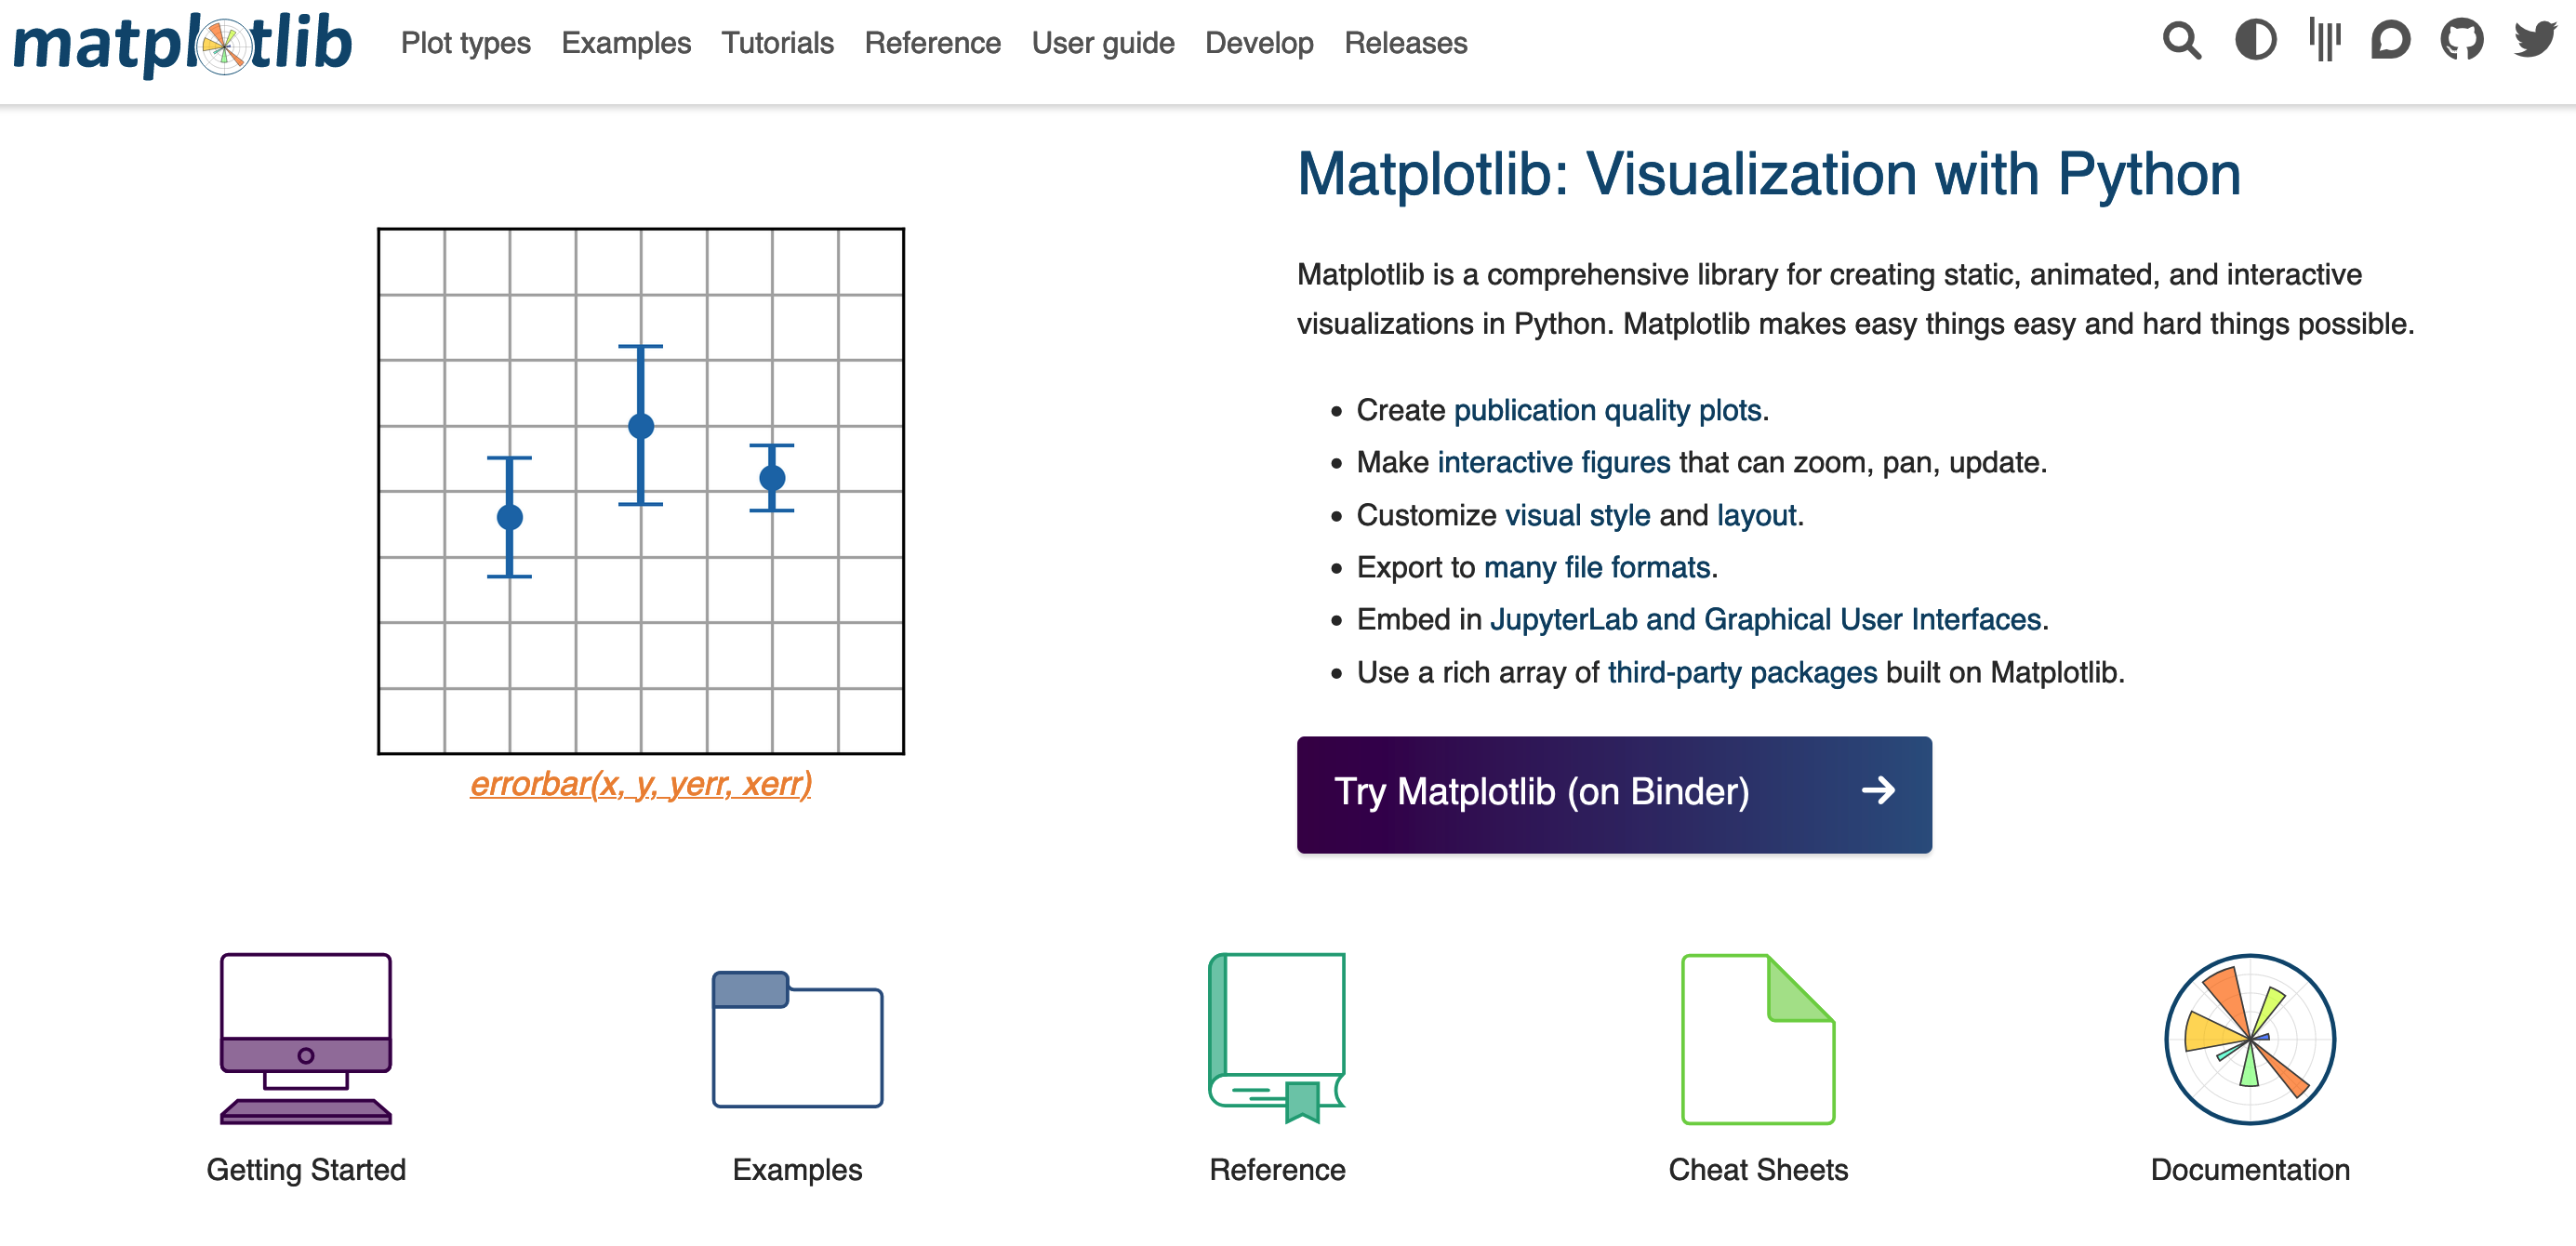 matplotlib
Plot types Examples Tutorials Reference User guide Develop Releases
Matplotlib: Visualization with Python
Matplotlib is a comprehensive library for creating static, animated, and interactive
visualizations in Python. Matplotlib makes easy things easy and hard things possible.
• Create publication quality plots.
• Make interactive figures that can zoom, pan, update.
• Customize visual style and layout.
• Export to many file formats.
• Embed in JupyterLab and Graphical User Interfaces.
• Use a rich array of third-party packages built on Matplotlib.
errorbar(x, y, yerr, xerr)
Try Matplotlib (on Binder)
Getting Started
Examples
Reference
Cheat Sheets
Documentation